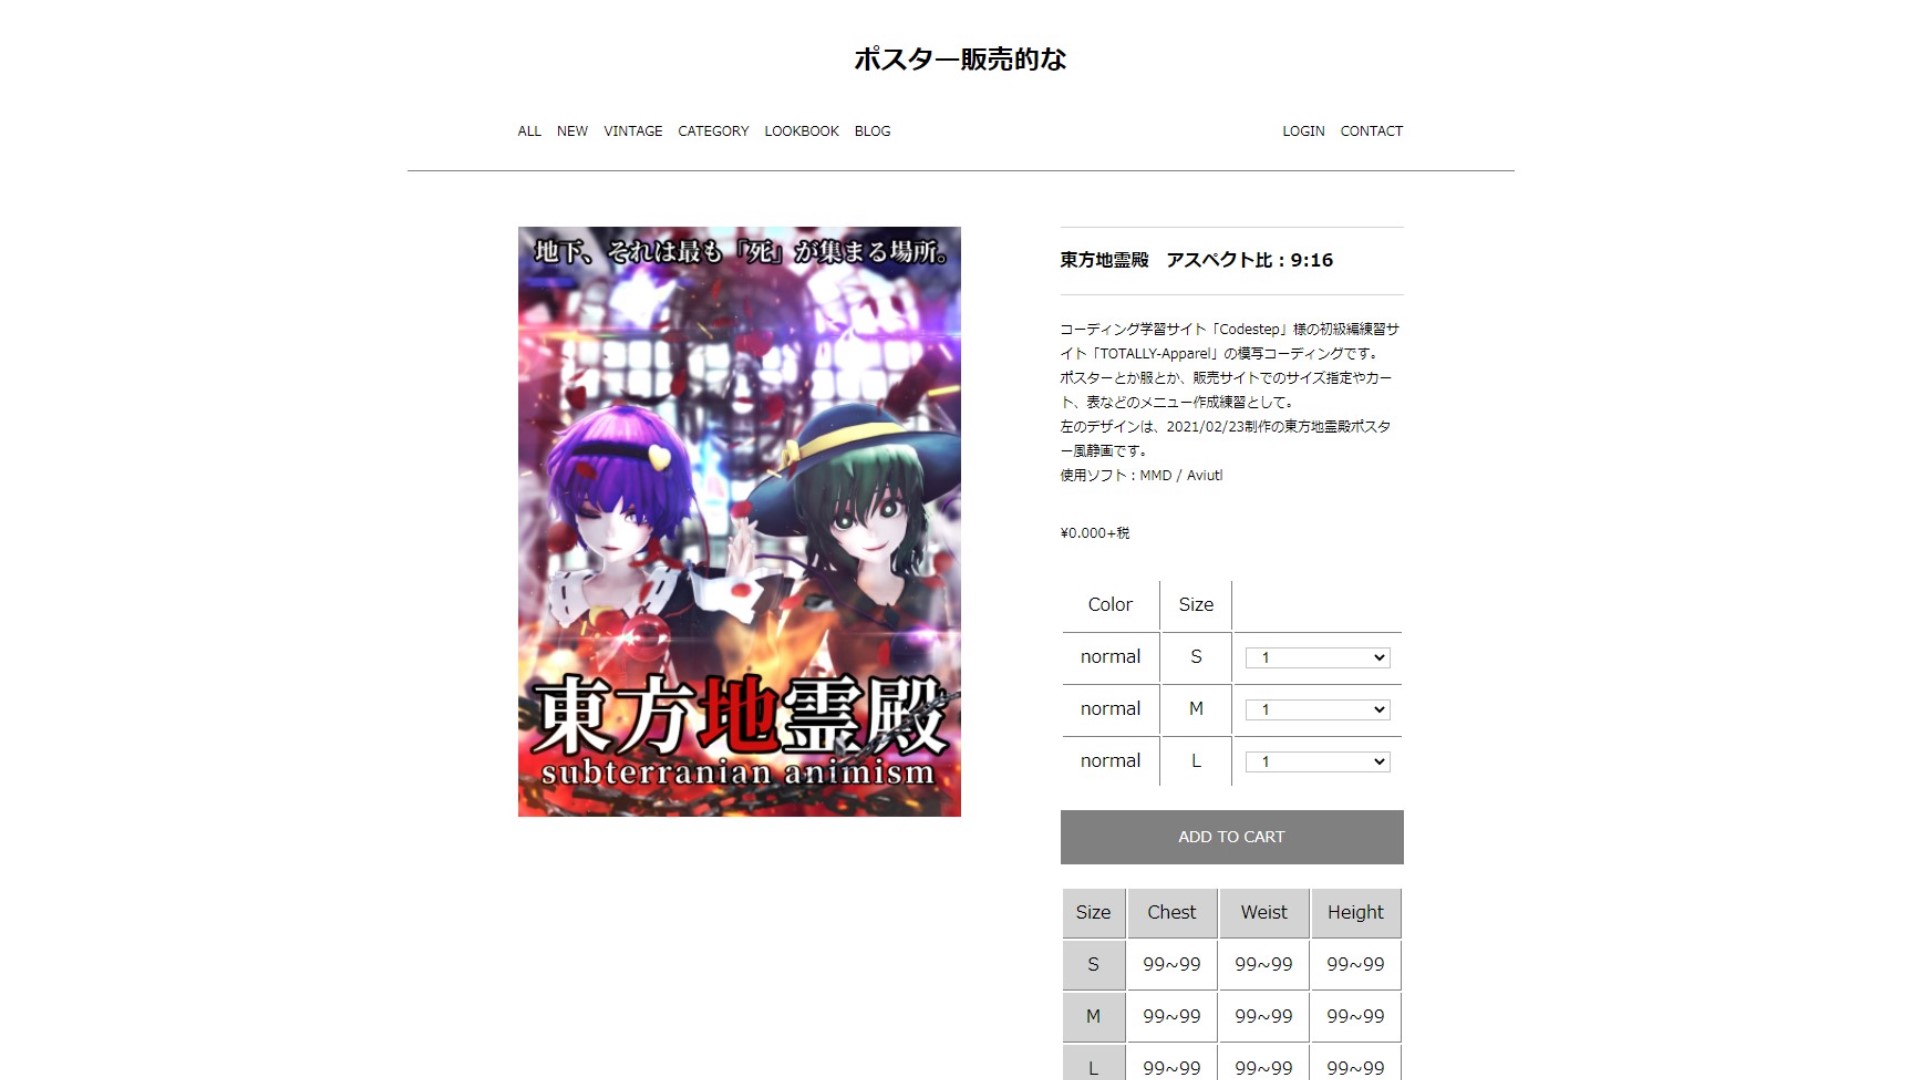 ポスター販売的な
ALL NEW VINTAGE CATEGORY LOOKBOOK BLOG LOGIN CONTACT
地下、それは最も「死」が集まる場所。
東方地霊殿
subterranian animism
東方地霊殿　アスペクト比：9:16
コーディング学習サイト「Codestep」様の初級編練習サ
イト「TOTALLY-Apparel」の模写コーディングです。
ポスターとか服とか、販売サイトでのサイズ指定やカー
ト、表などのメニュー作成練習として。
左のデザインは、2021/02/23制作の東方地霊殿ポスタ
ー風静画です。
使用ソフト：MMD / Aviutl
¥0.000+税
Color Size
normal S 1
normal M 1
normal L 1
ADD TO CART
Size Chest Weist Height
S 99~99 99~99 99~99
M 99~99 99~99 99~99
L 99~99 99~99 99~99